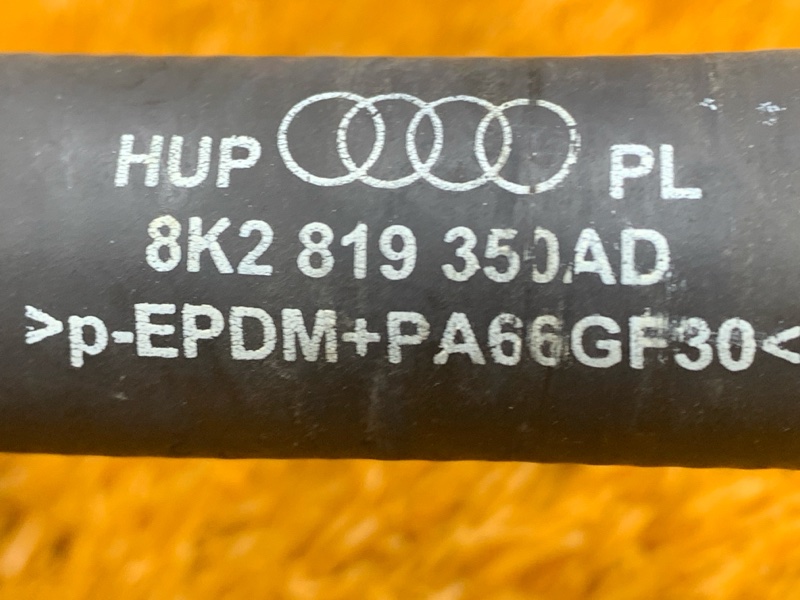 HUP PL
8K2 819 350AD
>p-EPDM+PA66GF30<